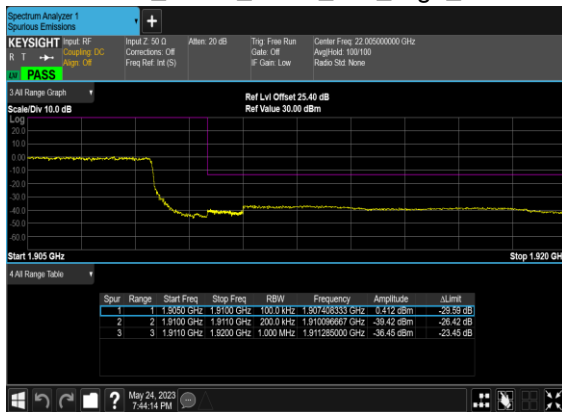 Spectrum Analyzer 1
Spurious Emissions
+
KEYSIGHT Input: RF Input Z: 50 Ω Atten: 20 dB Trig: Free Run Center Freq: 22.005000000 GHz
R T Coupling: DC Corrections: Off Gate: Off Avg|Hold: 100/100
Align: Off Freq Ref: Int (S) IF Gain: Low Radio Std: None
PASS
3 All Range Graph Ref Lvl Offset 25.40 dB
Scale/Div 10.0 dB Ref Value 30.00 dBm
Log
20.0
10.0
0.00
-10.0
-20.0
-30.0
-40.0
-50.0
-60.0
Start 1.905 GHz Stop 1.920 GH
4 All Range Table
Spur Range Start Freq Stop Freq RBW Frequency Amplitude ΔLimit
1 1 1.9050 GHz 1.9100 GHz 100.0 kHz 1.907408333 GHz 0.412 dBm -29.59 dB
2 2 1.9100 GHz 1.9110 GHz 200.0 kHz 1.910096667 GHz -39.42 dBm -26.42 dB
3 3 1.9110 GHz 1.9200 GHz 1.000 MHz 1.911285000 GHz -36.45 dBm -23.45 dB
? May 24, 2023
7:44:14 PM